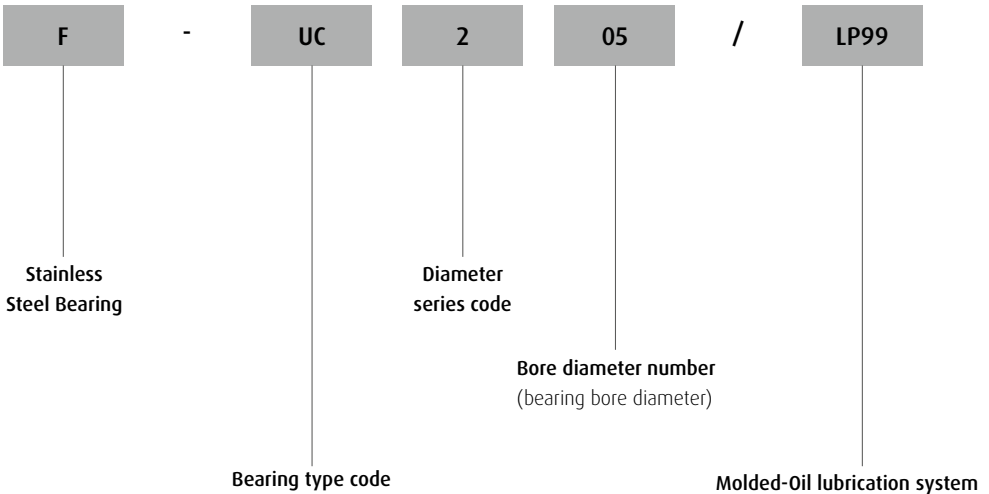 F - UC 2 05 / LP99
Stainless
Steel Bearing
Diameter
series code
Bore diameter number
(bearing bore diameter)
Bearing type code
Molded-Oil lubrication system